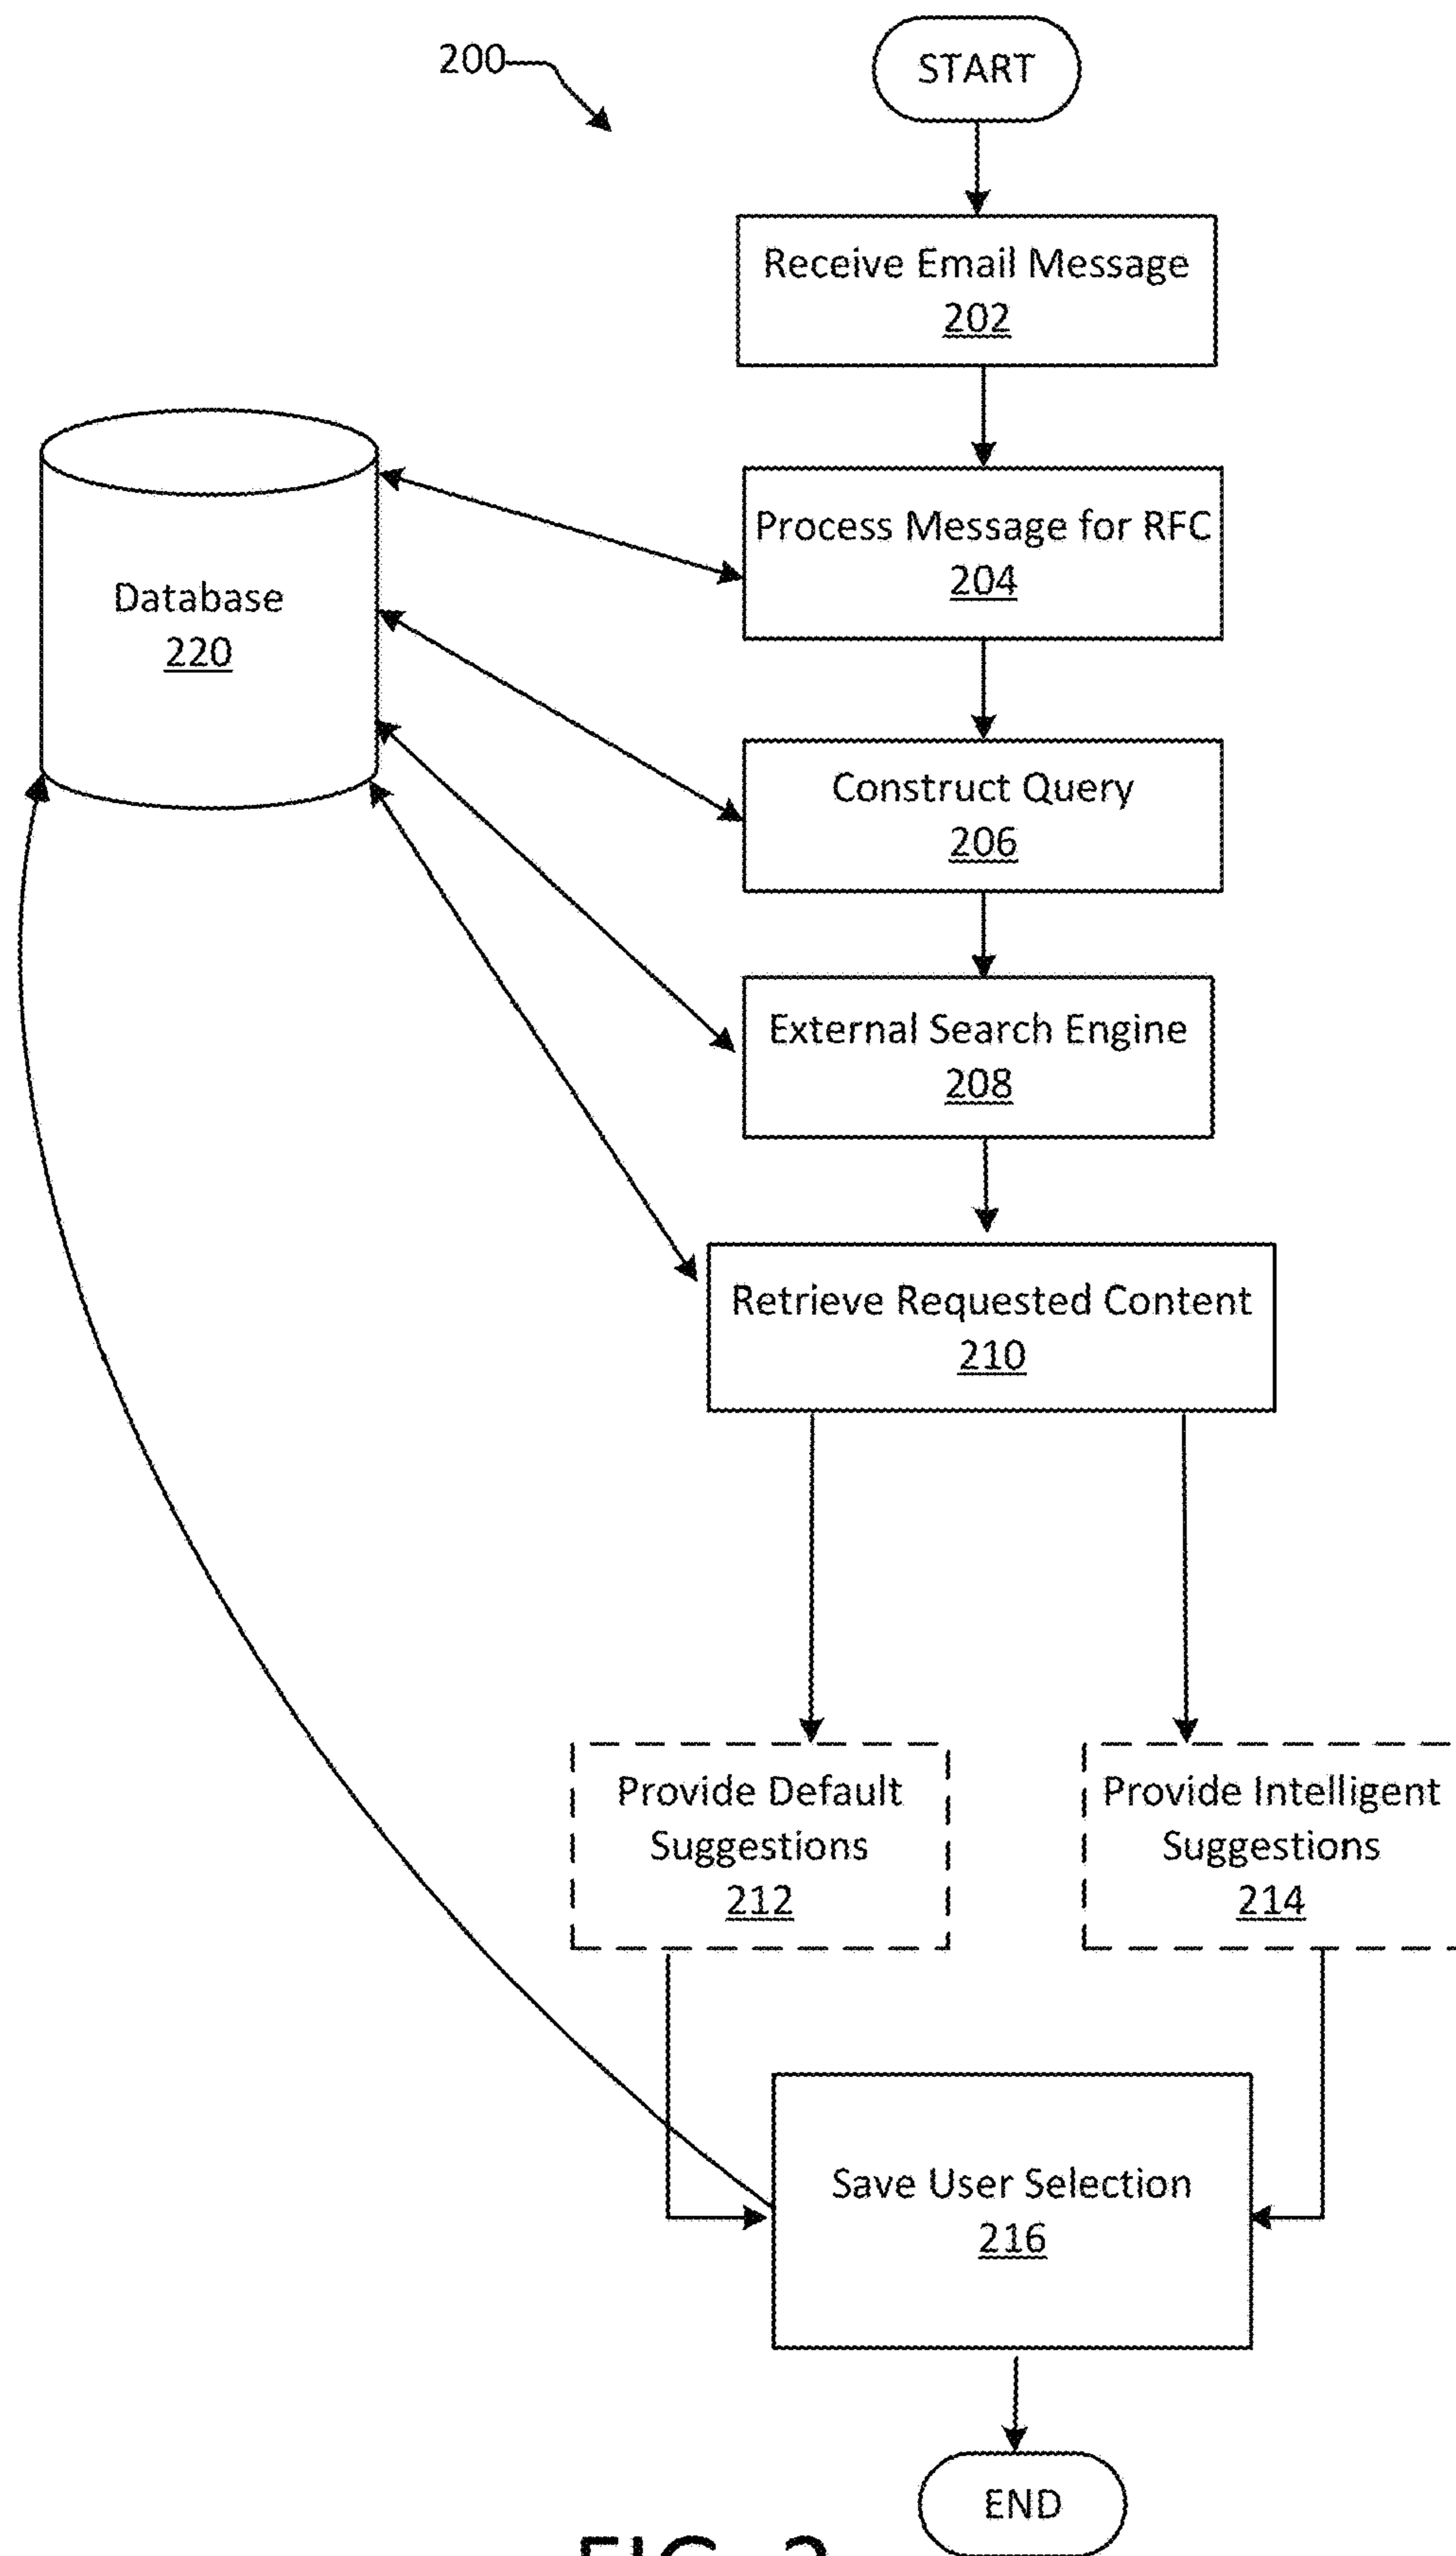 200
START
Receive Email Message
202
Process Message for RFC
204
Database
220
Construct Query
206
External Search Engine
208
Retrieve Requested Content
210
Provide Default
Suggestions
212
Provide Intelligent
Suggestions
214
Save User Selection
216
END